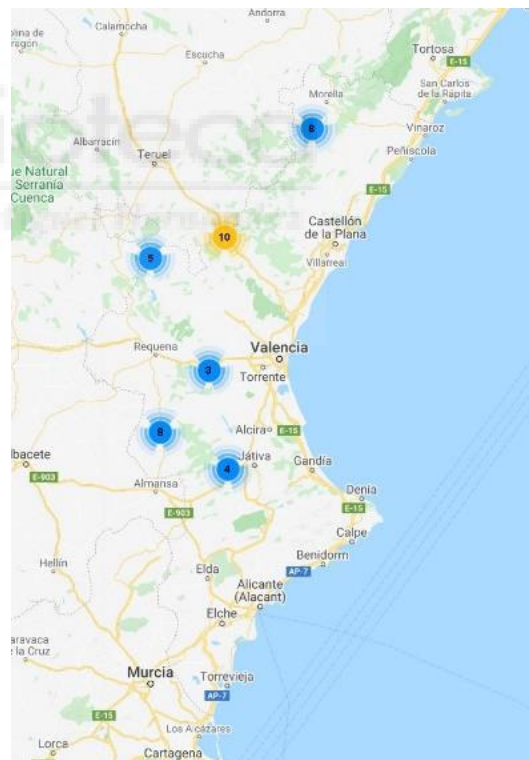 Andorra
olina de
ragón
Calamocha
Tortosa
E-15
Escucha
San Carlos
de la Rápita
Morella
8
Vinaroz
Albarracín
Teruel
Peñíscola
ue Natural
Serranía
Cuenca
E-15
Castellón
de la Plana
10
5
Villarreal
Requena
Valencia
3
Torrente
8
Alcira
E-15
bacete
Játiva
Gandía
4
E-903
Almansa
Denia
E-15
E-903
Calpe
Benidorm
Hellín
Elda
AP-7
Alicante
(Alacant)
Elche
aravaca
e la Cruz
Murcia
Torrevieja
AP-7
E-15
Los Alcázares
Lorca
Cartagena